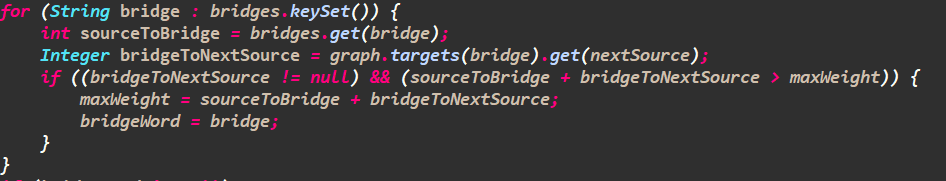 for (String bridge : bridges.keySet()) {
int sourceToBridge = bridges.get(bridge);
Integer bridgeToNextSource = graph.targets(bridge).get(nextSource);
if ((bridgeToNextSource != null) && (sourceToBridge + bridgeToNextSource > maxWeight)) {
maxWeight = sourceToBridge + bridgeToNextSource;
bridgeWord = bridge;
}
}